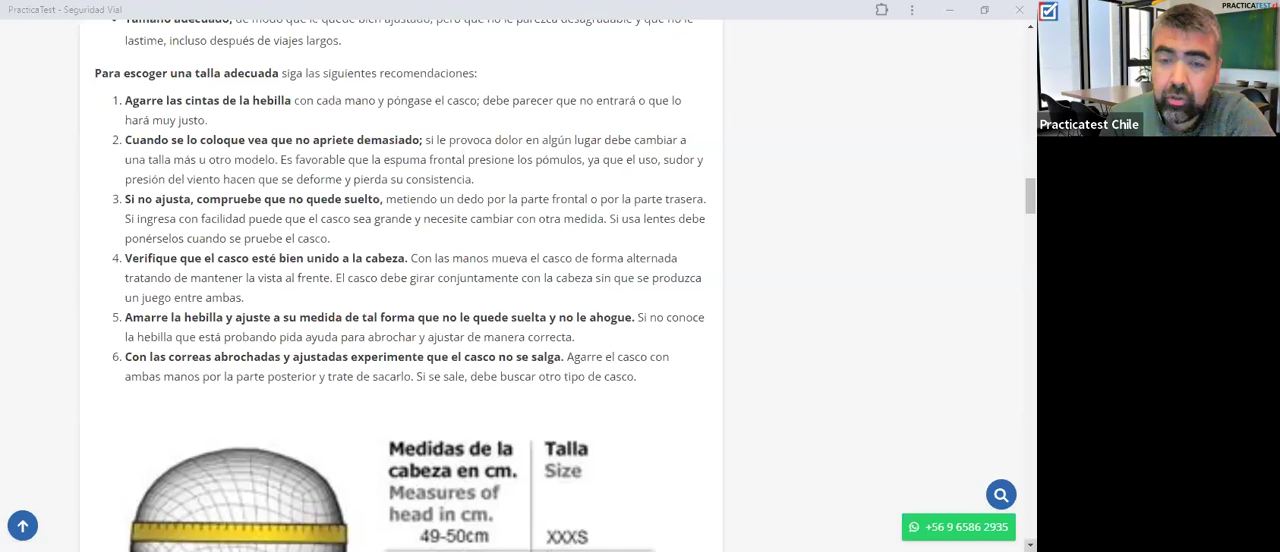 PracticaTest - Seguridad Vial
Tamaño adecuado, de modo que le quede bien ajustado, pero que no le parezca desagradable y que no le
lastime, incluso después de viajes largos.
Para escoger una talla adecuada siga las siguientes recomendaciones:
1. Agarre las cintas de la hebilla con cada mano y póngase el casco; debe parecer que no entrará o que lo
hará muy justo.
2. Cuando se lo coloque vea que no apriete demasiado; si le provoca dolor en algún lugar debe cambiar a
una talla más u otro modelo. Es favorable que la espuma frontal presione los pómulos, ya que el uso, sudor y
presión del viento hacen que se deforme y pierda su consistencia.
3. Si no ajusta, compruebe que no quede suelto, metiendo un dedo por la parte frontal o por la parte trasera.
Si ingresa con facilidad puede que el casco sea grande y necesite cambiar con otra medida. Si usa lentes debe
ponérselos cuando se pruebe el casco.
4. Verifique que el casco esté bien unido a la cabeza. Con las manos mueva el casco de forma alternada
tratando de mantener la vista al frente. El casco debe girar conjuntamente con la cabeza sin que se produzca
un juego entre ambas.
5. Amarre la hebilla y ajuste a su medida de tal forma que no le quede suelta y no le ahogue. Si no conoce
la hebilla que está probando pida ayuda para abrochar y ajustar de manera correcta.
6. Con las correas abrochadas y ajustadas experimente que el casco no se salga. Agarre el casco con
ambas manos por la parte posterior y trate de sacarlo. Si se sale, debe buscar otro tipo de casco.
Medidas de la
cabeza en cm.
Measures of
head in cm.
Talla
Size
49-50cm
XXXS
+56 9 6586 2935
Practicatest Chile